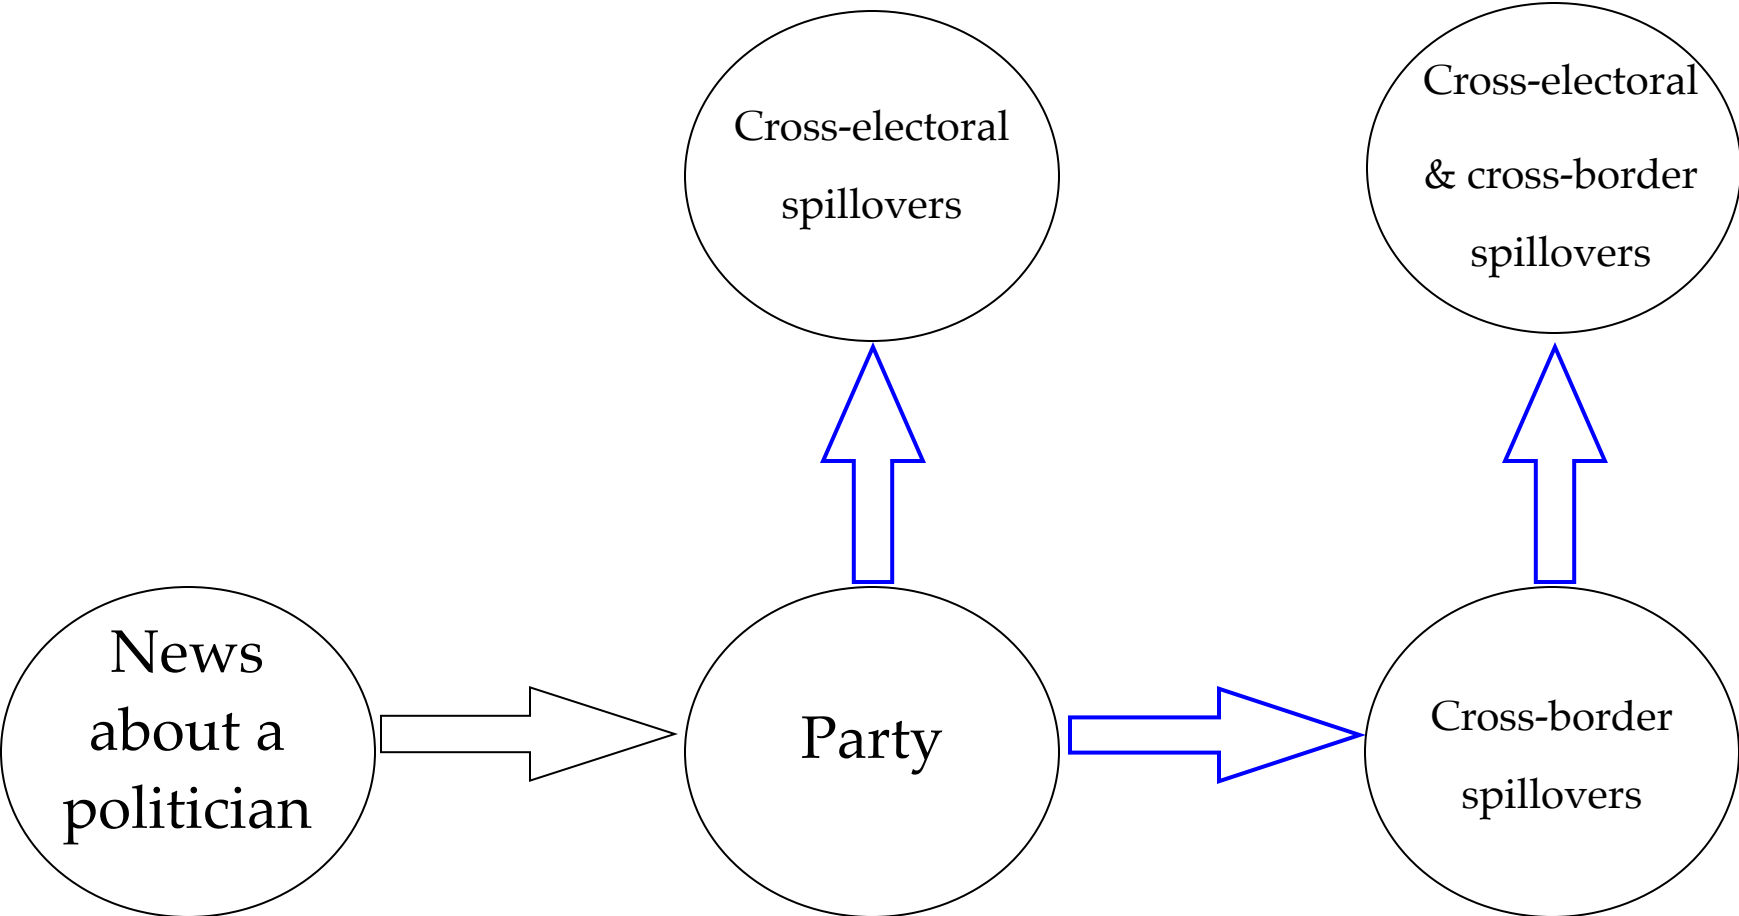 Cross-electoral
spillovers
Cross-electoral
& cross-border
spillovers
News
about a
politician
Party
Cross-border
spillovers